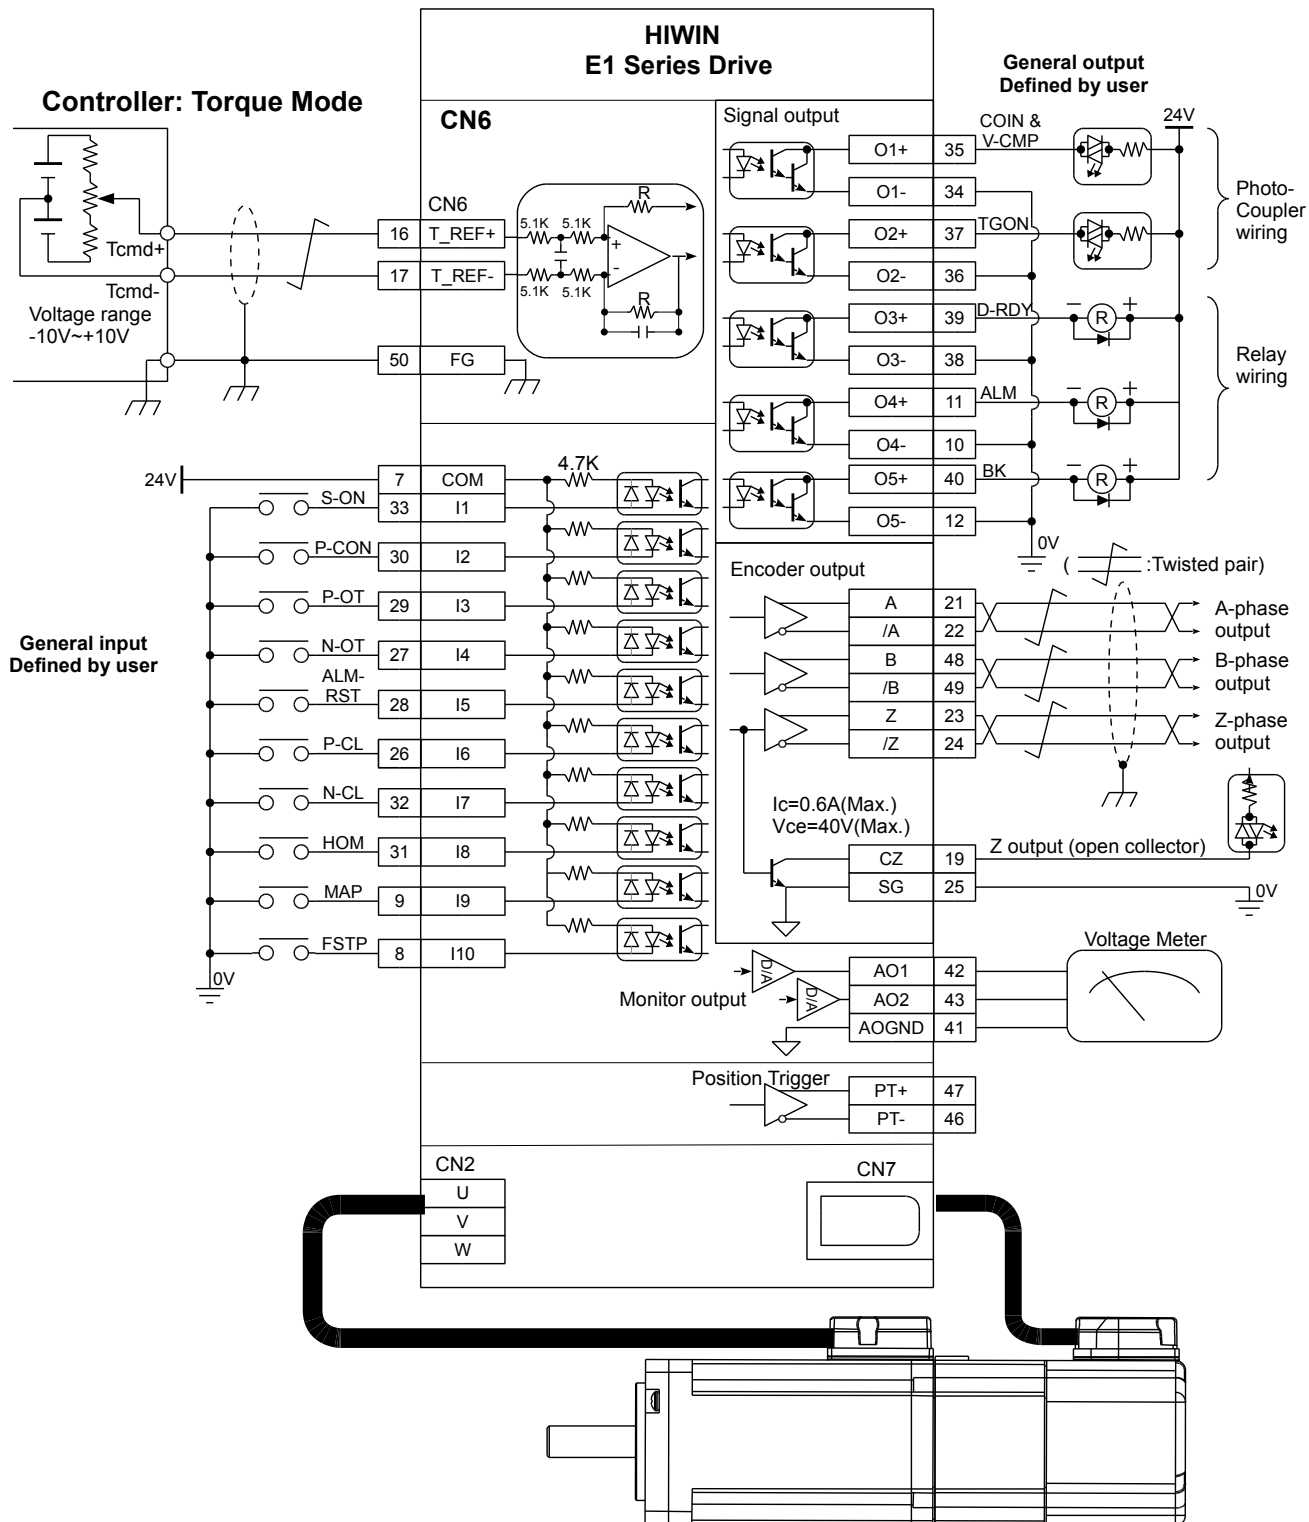 HIWIN
E1 Series Drive
Controller: Torque Mode
CN6
Signal output
General output
Defined by user
24V
COIN &
V-CMP
O1+ 35
O1- 34
O2+ 37 TGON
O2- 36
O3+ 39 D-RDY
O3- 38
O4+ 11 ALM
O4- 10
O5+ 40 BK
O5- 12
0V
Photo-
Coupler
wiring
Relay
wiring
R
+
R
+
R
+
CN6
16 T_REF+
17 T_REF-
50 FG
5.1K 5.1K
5.1K 5.1K
R
+
-
R
Tcmd+
Tcmd-
Voltage range
-10V~+10V
24V
7 COM
4.7K
S-ON 33 I1
P-CON 30 I2
P-OT 29 I3
N-OT 27 I4
ALM-
RST 28 I5
P-CL 26 I6
N-CL 32 I7
HOM 31 I8
MAP 9 I9
FSTP 8 I10
0V
General input
Defined by user
( :Twisted pair)
Encoder output
A 21
/A 22
B 48
/B 49
Z 23
/Z 24
A-phase
output
B-phase
output
Z-phase
output
Ic=0.6A(Max.)
Vce=40V(Max.)
CZ 19 Z output (open collector)
SG 25
0V
Monitor output
D/A
D/A
AO1 42
AO2 43
AOGND 41
Voltage Meter
Position Trigger
PT+ 47
PT- 46
CN2
U
V
W
CN7